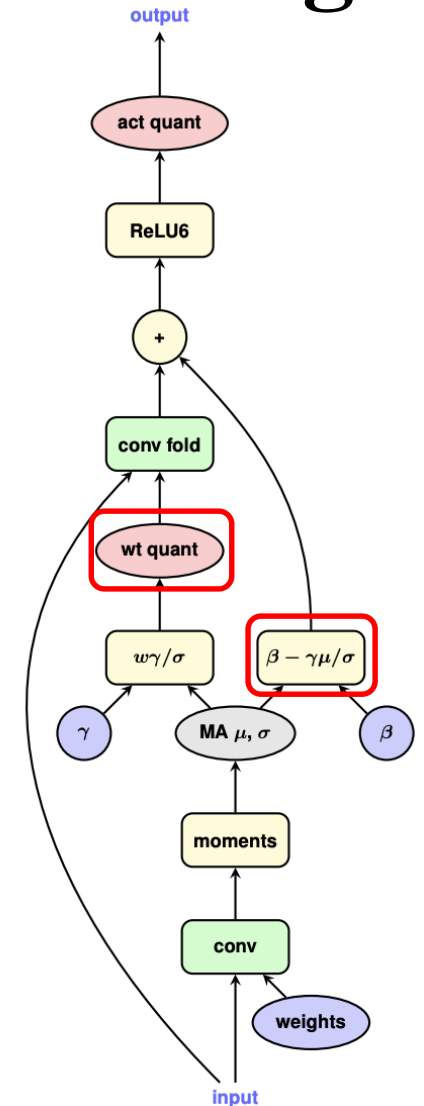 output
act quant
ReLU6
+
conv fold
wt quant
wγ/σ
β − γμ/σ
γ
MA μ, σ
β
moments
conv
weights
input